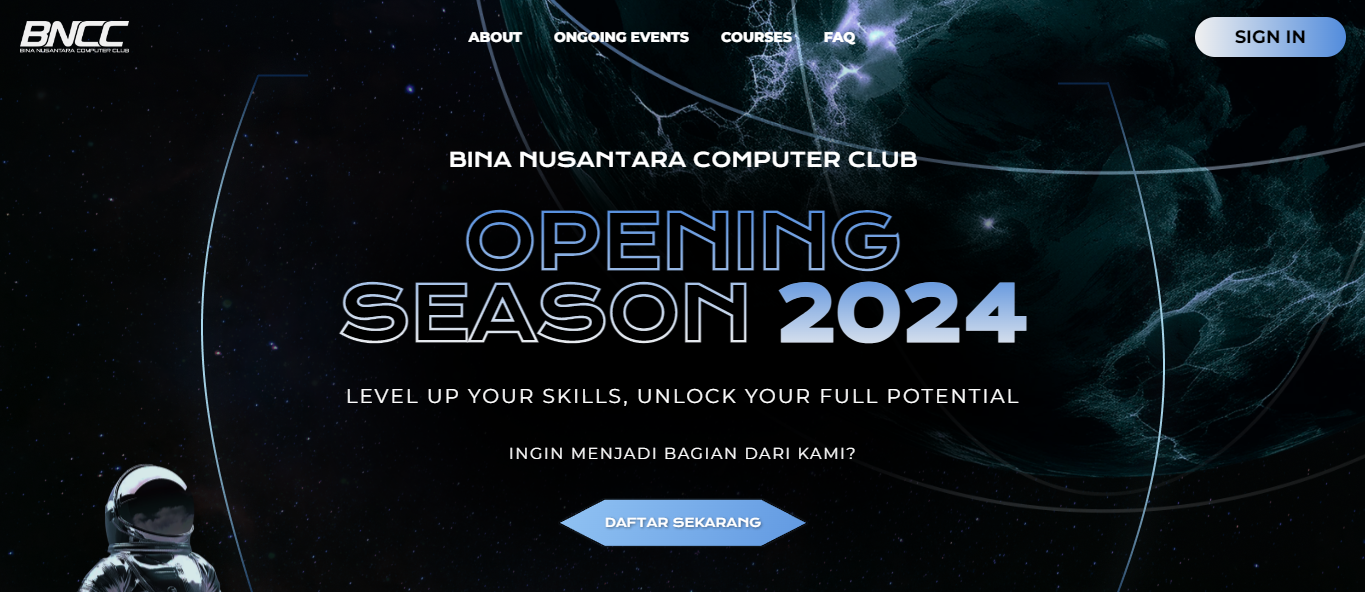 BNCC
BINA NUSANTARA COMPUTER CLUB
ABOUT ONGOING EVENTS COURSES FAQ
SIGN IN
BINA NUSANTARA COMPUTER CLUB
OPENING
SEASON 2024
LEVEL UP YOUR SKILLS, UNLOCK YOUR FULL POTENTIAL
INGIN MENJADI BAGIAN DARI KAMI?
DAFTAR SEKARANG